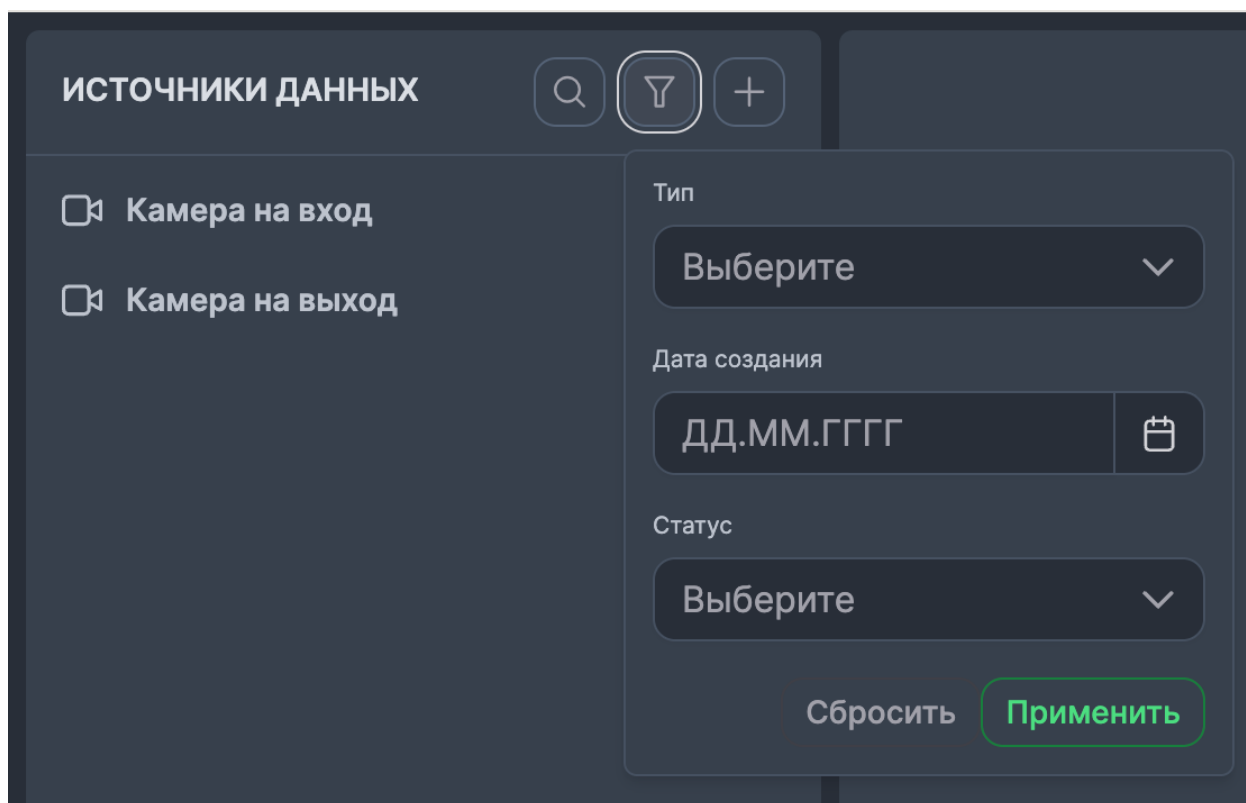 ИСТОЧНИКИ ДАННЫХ
Камера на вход
Камера на выход
Тип
Выберите
Дата создания
ДД.ММ.ГГГГ
Статус
Выберите
Сбросить
Применить